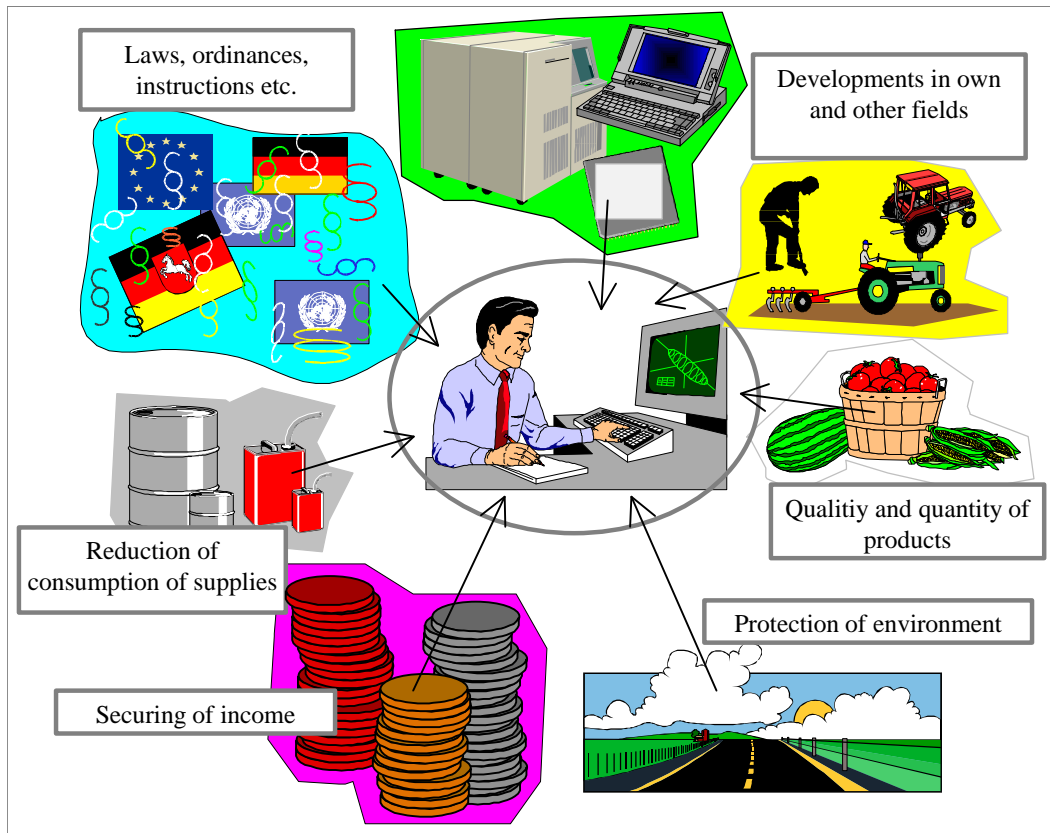 Laws, ordinances,
instructions etc.
Developments in own
and other fields
Qualitiy and quantity of
products
Reduction of
consumption of supplies
Protection of environment
Securing of income